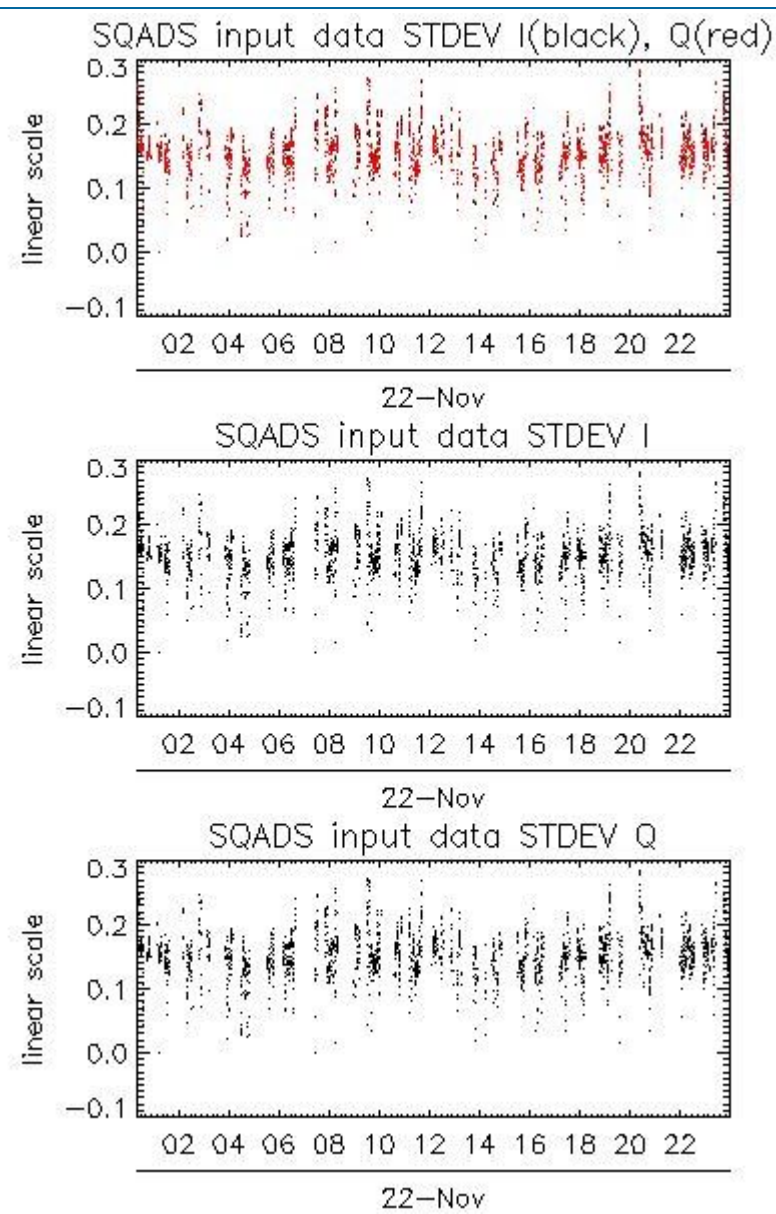 SQADS input data STDEV I(black), Q(red)
linear scale
0.3
0.2
0.1
0.0
−0.1
02 04 06 08 10 12 14 16 18 20 22
22−Nov
SQADS input data STDEV I
linear scale
0.3
0.2
0.1
0.0
−0.1
02 04 06 08 10 12 14 16 18 20 22
22−Nov
SQADS input data STDEV Q
linear scale
0.3
0.2
0.1
0.0
−0.1
02 04 06 08 10 12 14 16 18 20 22
22−Nov